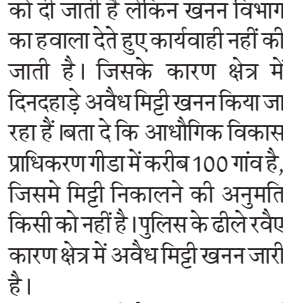 को दी जाती है लेकिन खनन विभाग
का हवाला देते हुए कार्यवाही नहीं की
जाती है। जिसके कारण क्षेत्र में
दिनदहाड़े अवैध मिट्टी खनन किया जा
रहा हैं।बता दे कि आधौगिक विकास
प्राधिकरण गीडा में करीब 100 गांव है,
जिसमे मिट्टी निकालने की अनुमति
किसी को नहीं है।पुलिस के ढीले रवैए
कारण क्षेत्र में अवैध मिट्टी खनन जारी
है।